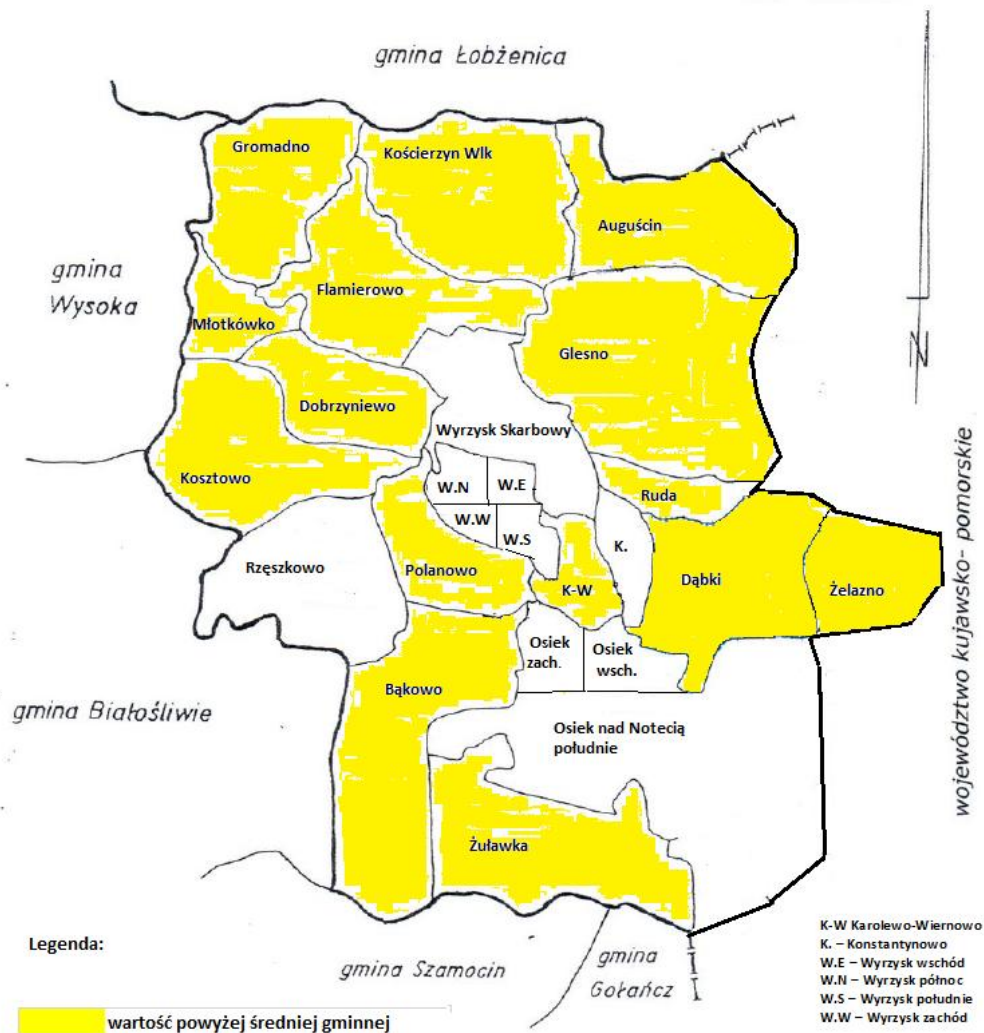 gmina Łobżenica
Gromadno
Kościerzyn Wlk
Auguścin
gmina
Wysoka
Flamierowo
Młotkówko
Glesno
N
Dobrzyniewo
Wyrzysk Skarbowy
Kosztowo
W.N
W.E
Ruda
W.W
W.S
K.
Rzęszkowo
Polanowo
K-W
Dąbki
Żelazno
województwo kujawsko- pomorskie
Osiek
zach.
Osiek
wsch.
Bąkowo
gmina Białośliwie
Osiek nad Notecią
południe
Żuławka
Legenda:
gmina Szamocin
gmina
Gołańcz
K-W Karolewo-Wiernowo
K. – Konstantynowo
W.E – Wyrzysk wschód
W.N – Wyrzysk północ
W.S – Wyrzysk południe
W.W – Wyrzysk zachód
wartość powyżej średniej gminnej